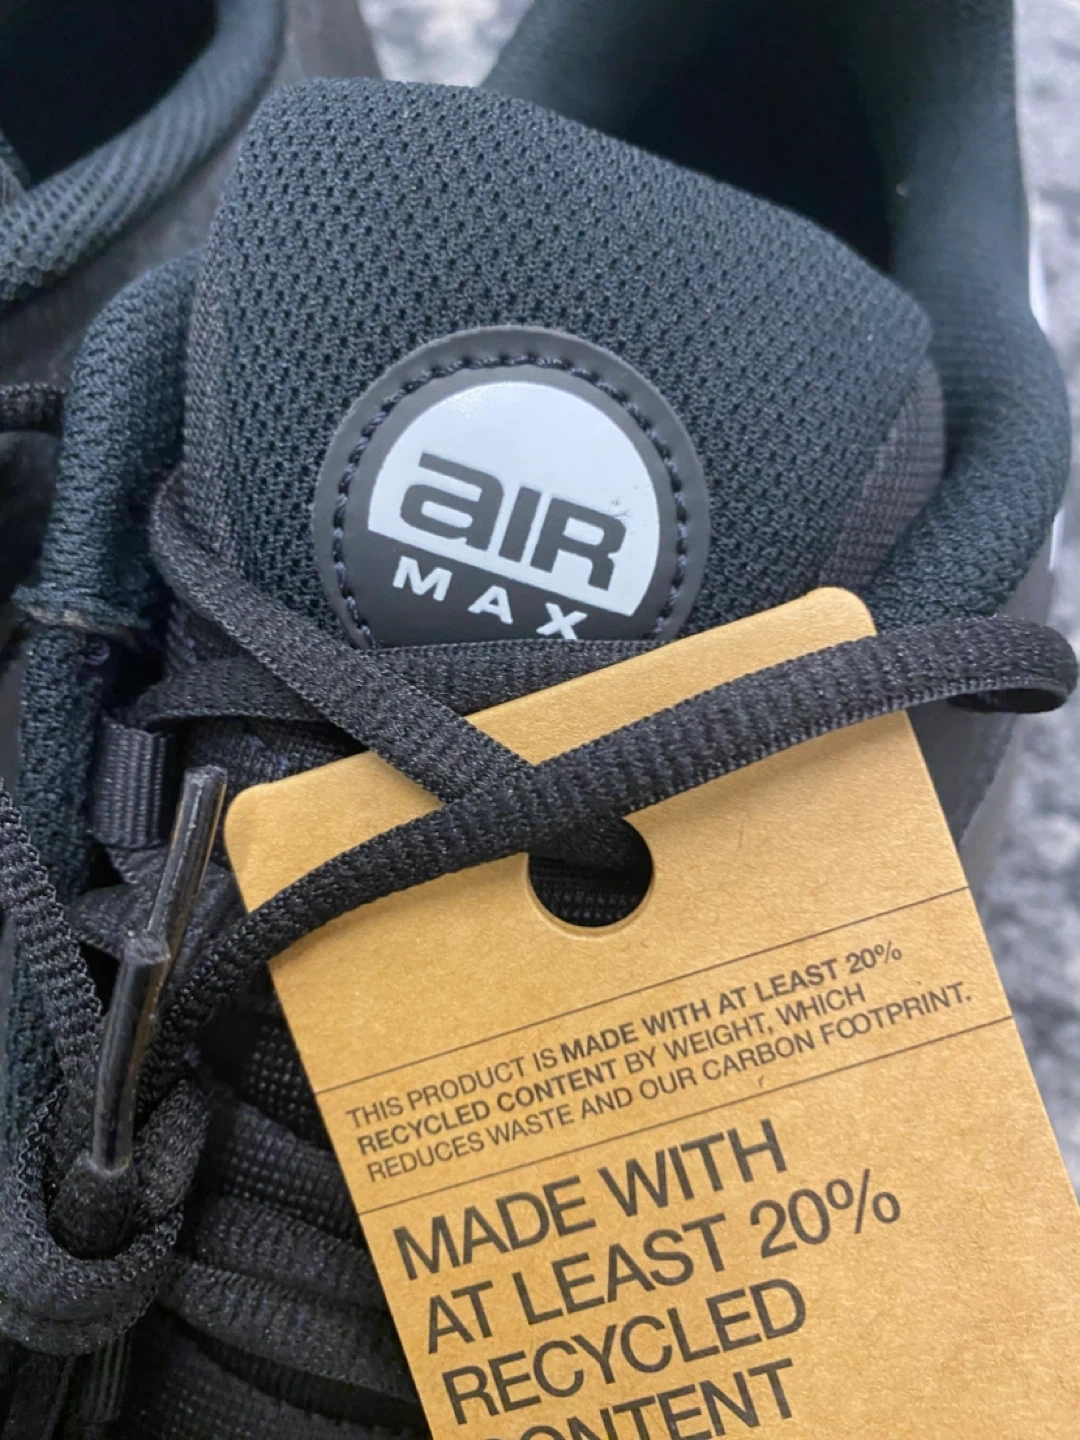 aIR
MAX
THIS PRODUCT IS MADE WITH AT LEAST 20%
RECYCLED CONTENT BY WEIGHT, WHICH
REDUCES WASTE AND OUR CARBON FOOTPRINT.
MADE WITH
AT LEAST 20%
RECYCLED
CONTENT